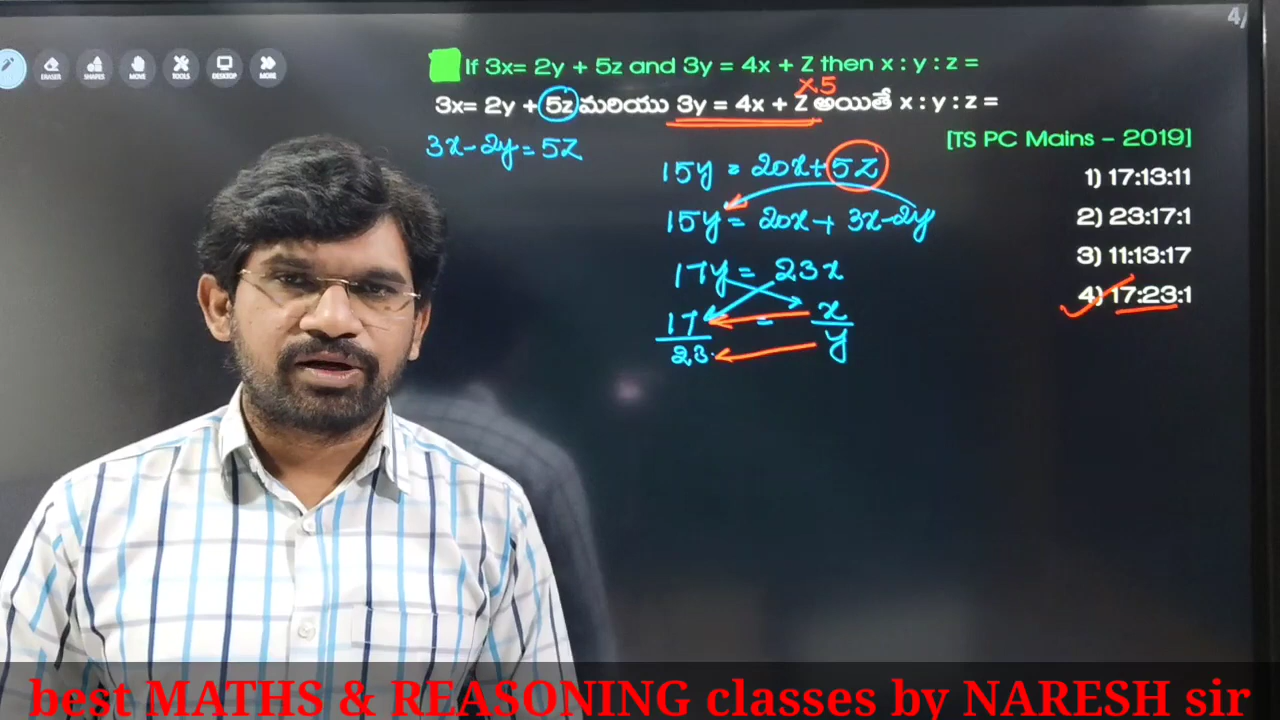 4/
ERASER SHAPES MOVE TOOLS DESKTOP MORE
If 3x= 2y + 5z and 3y = 4x + Z then x : y : z =
×5
3x= 2y + 5z మరియు 3y = 4x + Z అయితే x : y : z =
[TS PC Mains – 2019]
3x-2y=5Z
15y = 20x+5Z
1) 17:13:11
15y= 20x+ 3x-2y
2) 23:17:1
17y= 23x
3) 11:13:17
17/23 = x/y
4) 17:23:1
best MATHS & REASONING classes by NARESH sir